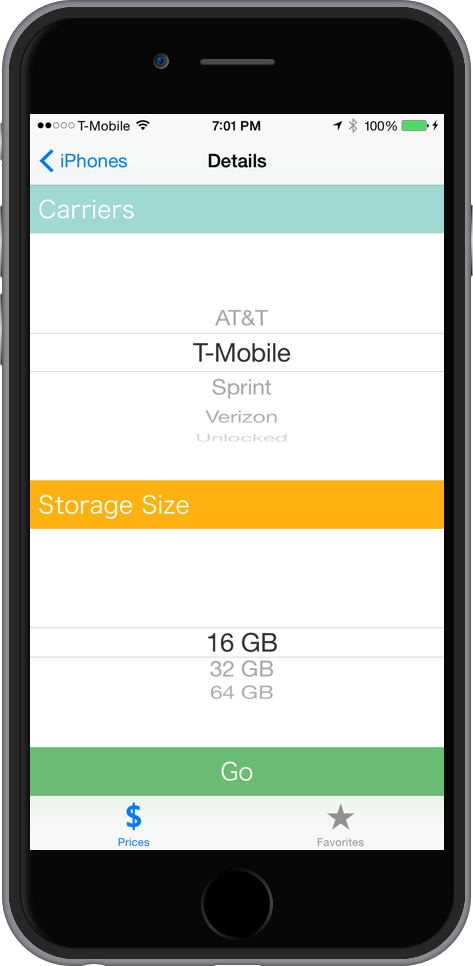 T-Mobile 7:01 PM 100%
iPhones Details
Carriers
AT&T
T-Mobile
Sprint
Verizon
Unlocked
Storage Size
16 GB
32 GB
64 GB
Go
$
Prices Favorites